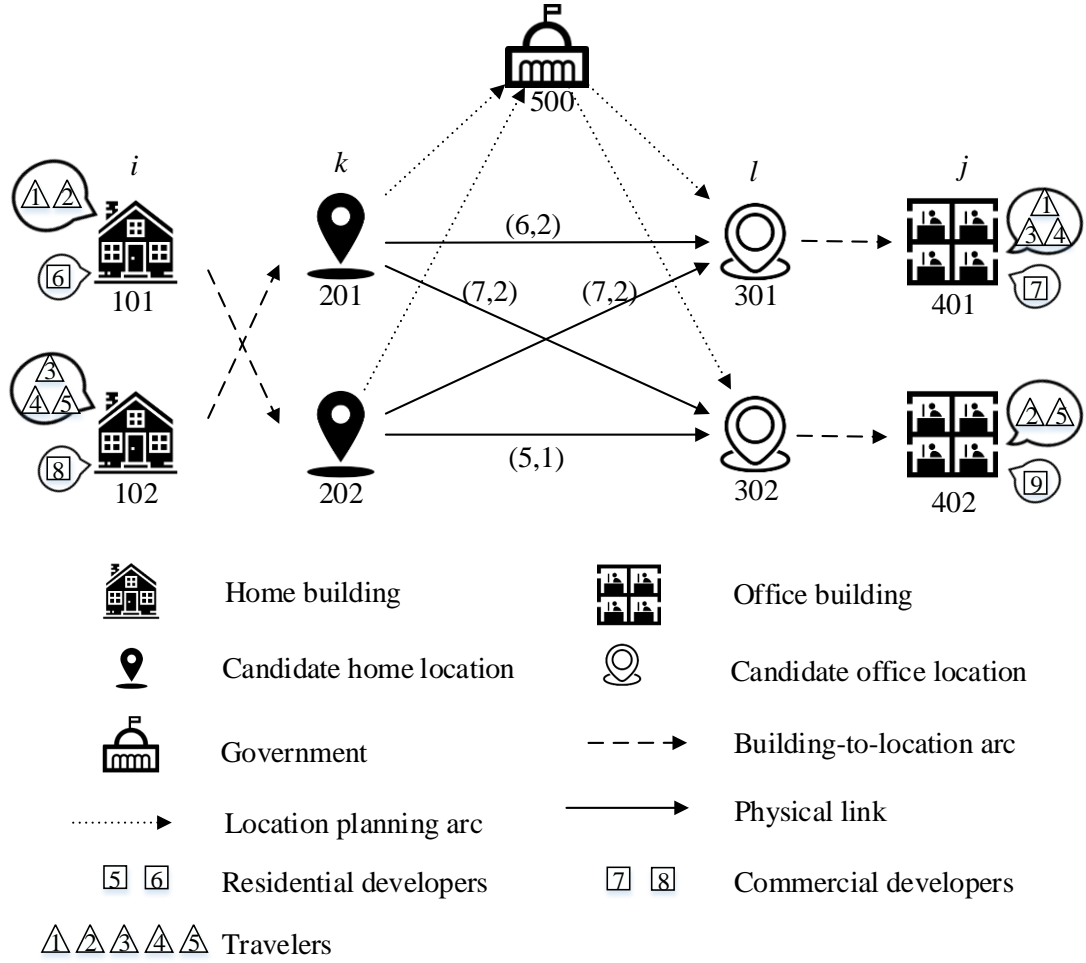 500
i k l j
1 2
1
3 4
6
7
101
201
301
401
(6,2)
(7,2) (7,2)
3
4 5
2 5
8
9
102
202
302
402
(5,1)
Home building
Office building
Candidate home location
Candidate office location
Government
Building-to-location arc
Location planning arc
Physical link
5 6 Residential developers
7 8 Commercial developers
1 2 3 4 5 Travelers